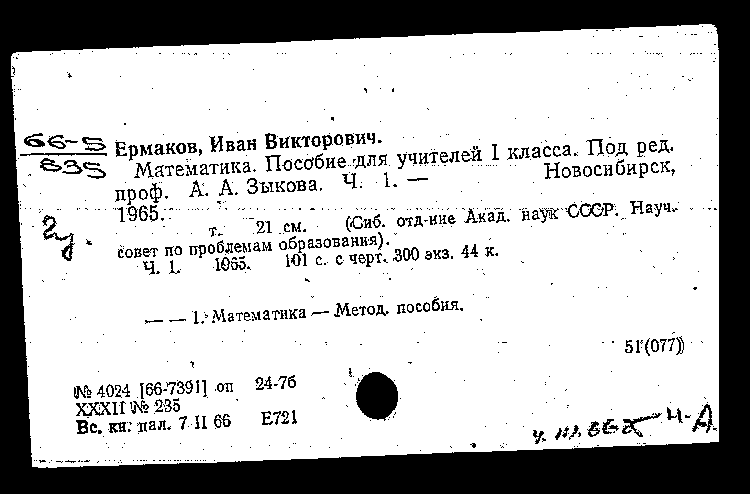 66-5
835
Ермаков, Иван Викторович.
Математика. Пособие для учителей I класса. Под ред.
проф. А. А. Зыкова. Ч. 1. — Новосибирск,
1965.
т. 21 см. (Сиб. отд-ние Акад. наук СССР. Науч.
совет по проблемам образования).
Ч. 1. 1965. 101 с. с черт. 300 экз. 44 к.
— — 1. Математика — Метод. пособия.
51(077)
№ 4024 [66-7391] оп 24-7б
XXXII № 235
Вс. кн. пал. 7 II 66 Е721